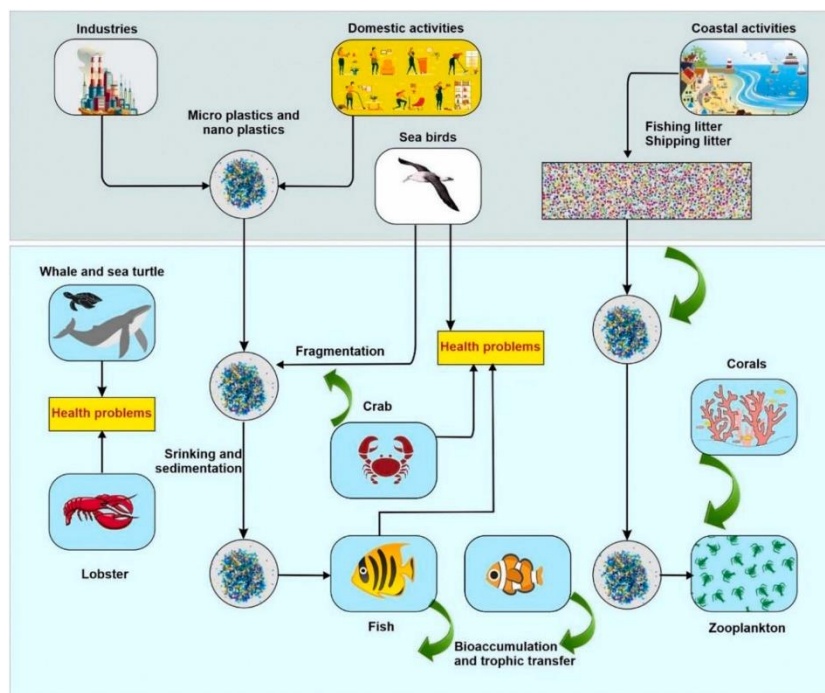 Industries
Domestic activities
Coastal activities
Micro plastics and
nano plastics
Sea birds
Fishing litter
Shipping litter
Whale and sea turtle
Fragmentation
Health problems
Corals
Health problems
Crab
Srinking and
sedimentation
Lobster
Fish
Bioaccumulation
and trophic transfer
Zooplankton